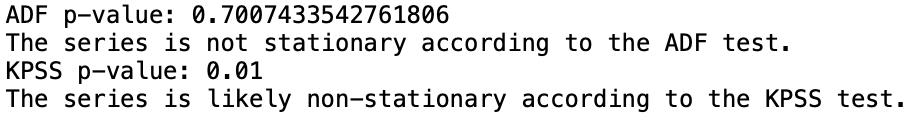 ADF p-value: 0.7007433542761806
The series is not stationary according to the ADF test.
KPSS p-value: 0.01
The series is likely non-stationary according to the KPSS test.